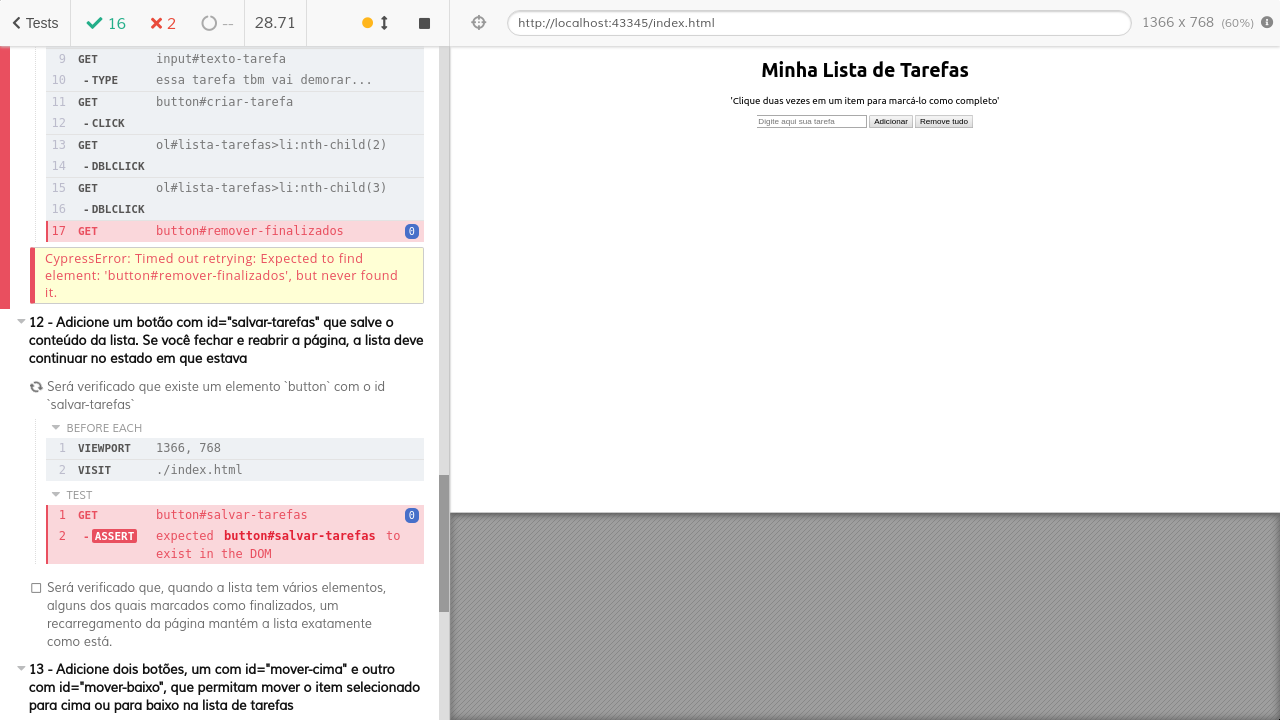 Tests
16
2
--
28.71
http://localhost:43345/index.html
1366 x 768 (60%)
9 GET input#texto-tarefa
10 -TYPE essa tarefa tbm vai demorar...
11 GET button#criar-tarefa
12 -CLICK
13 GET ol#lista-tarefas>li:nth-child(2)
14 -DBLCLICK
15 GET ol#lista-tarefas>li:nth-child(3)
16 -DBLCLICK
17 GET button#remover-finalizados 0
CypressError: Timed out retrying: Expected to find
element: 'button#remover-finalizados', but never found
it.
12 - Adicione um botão com id="salvar-tarefas" que salve o
conteúdo da lista. Se você fechar e reabrir a página, a lista deve
continuar no estado em que estava
Será verificado que existe um elemento `button` com o id
`salvar-tarefas`
BEFORE EACH
1 VIEWPORT 1366, 768
2 VISIT ./index.html
TEST
1 GET button#salvar-tarefas 0
2 -ASSERT expected button#salvar-tarefas to
exist in the DOM
Será verificado que, quando a lista tem vários elementos,
alguns dos quais marcados como finalizados, um
recarregamento da página mantém a lista exatamente
como está.
13 - Adicione dois botões, um com id="mover-cima" e outro
com id="mover-baixo", que permitam mover o item selecionado
para cima ou para baixo na lista de tarefas
Minha Lista de Tarefas
'Clique duas vezes em um item para marcá-lo como completo'
Digite aqui sua tarefa Adicionar Remove tudo